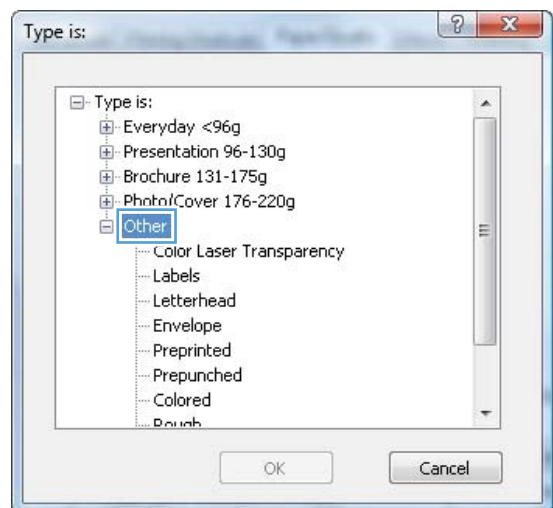 Type is:
Type is:
Everyday <96g
Presentation 96-130g
Brochure 131-175g
Photo/Cover 176-220g
Other
Color Laser Transparency
Labels
Letterhead
Envelope
Preprinted
Prepunched
Colored
Rough
OK
Cancel